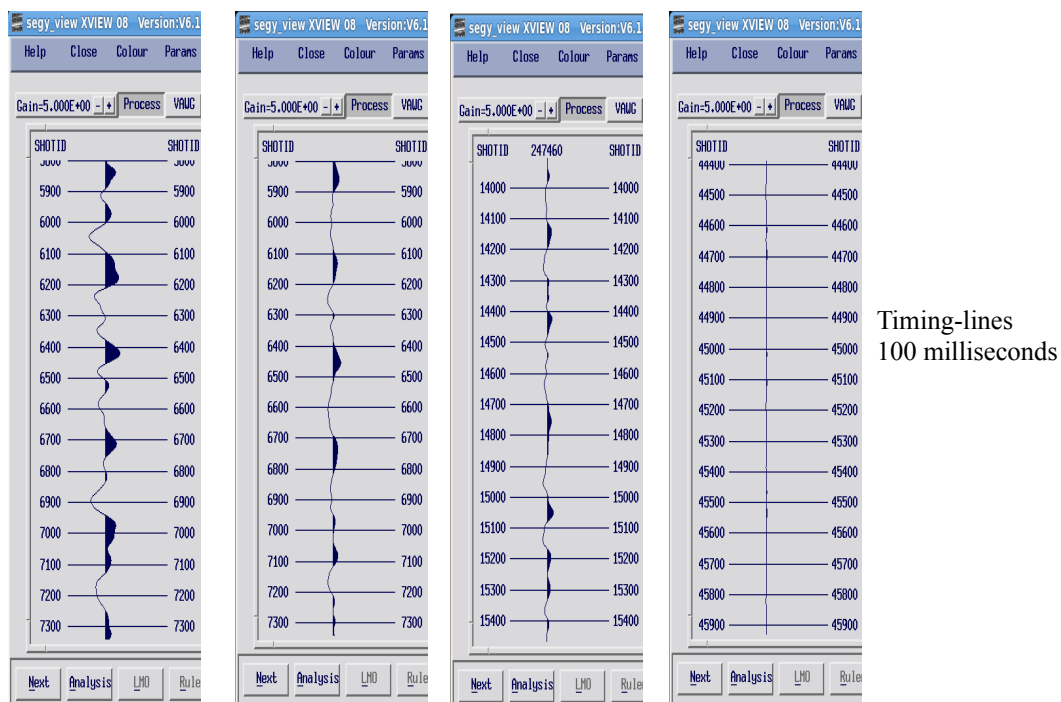 segy_view XVIEW 08 Version:V6.1
Help Close Colour Params
Gain=5.000E+00 - + Process VAWG
SHOTID SHOTID
5900 5900
6000 6000
6100 6100
6200 6200
6300 6300
6400 6400
6500 6500
6600 6600
6700 6700
6800 6800
6900 6900
7000 7000
7100 7100
7200 7200
7300 7300
Next Analysis LMO Rule
segy_view XVIEW 08 Version:V6.1
Help Close Colour Params
Gain=5.000E+00 - + Process VAWG
SHOTID SHOTID
5900 5900
6000 6000
6100 6100
6200 6200
6300 6300
6400 6400
6500 6500
6600 6600
6700 6700
6800 6800
6900 6900
7000 7000
7100 7100
7200 7200
7300 7300
Next Analysis LMO Rule
segy_view XVIEW 08 Version:V6.1
Help Close Colour Params
Gain=5.000E+00 - + Process VAWG
SHOTID 247460 SHOTID
14000 14000
14100 14100
14200 14200
14300 14300
14400 14400
14500 14500
14600 14600
14700 14700
14800 14800
14900 14900
15000 15000
15100 15100
15200 15200
15300 15300
15400 15400
Next Analysis LMO Rule
segy_view XVIEW 08 Version:V6.1
Help Close Colour Params
Gain=5.000E+00 - + Process VAWG
SHOTID SHOTID
44400 44400
44500 44500
44600 44600
44700 44700
44800 44800
44900 44900
45000 45000
45100 45100
45200 45200
45300 45300
45400 45400
45500 45500
45600 45600
45700 45700
45800 45800
45900 45900
Next Analysis LMO Rule
Timing-lines
100 milliseconds